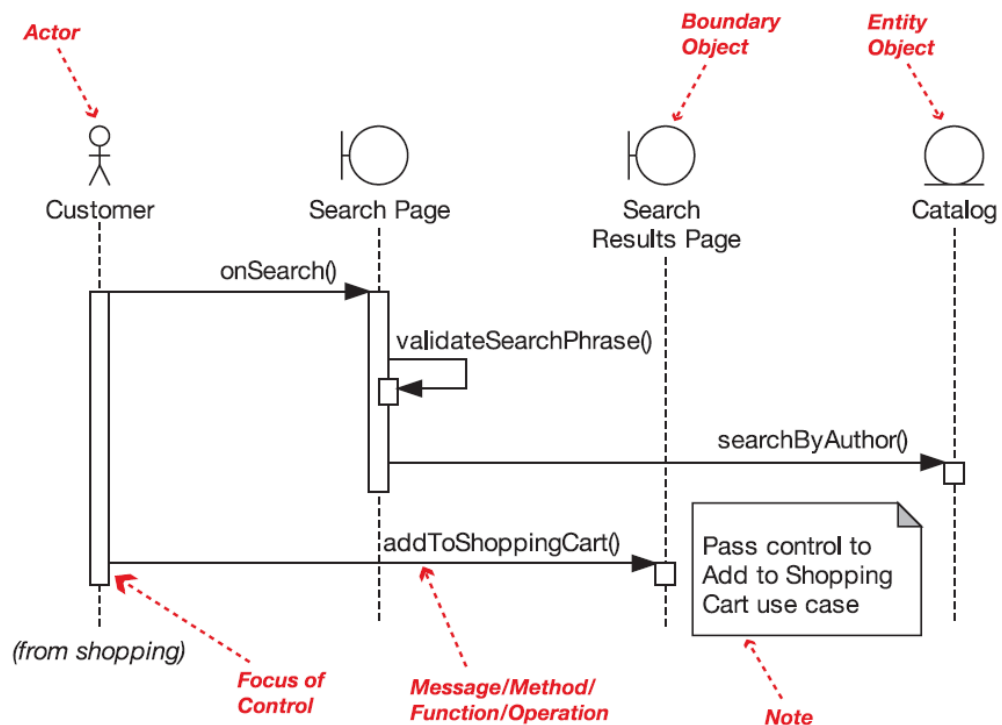 Actor
Boundary
Object
Entity
Object
Customer
Search Page
Search
Results Page
Catalog
onSearch()
validateSearchPhrase()
searchByAuthor()
addToShoppingCart()
Pass control to
Add to Shopping
Cart use case
(from shopping)
Focus of
Control
Message/Method/
Function/Operation
Note